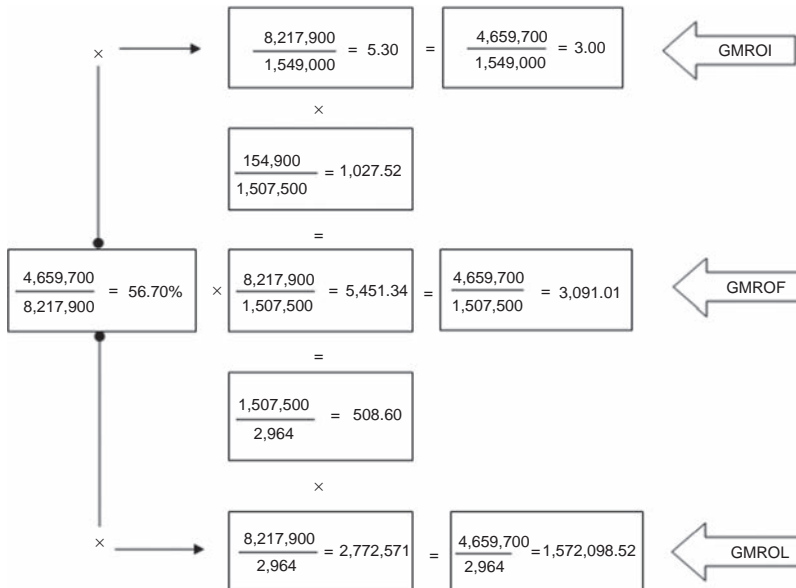 × 8,217,900 / 1,549,000 = 5.30 = 4,659,700 / 1,549,000 = 3.00 GMROI
×
154,900 / 1,507,500 = 1,027.52
=
4,659,700 / 8,217,900 = 56.70% × 8,217,900 / 1,507,500 = 5,451.34 = 4,659,700 / 1,507,500 = 3,091.01 GMROF
=
1,507,500 / 2,964 = 508.60
×
× 8,217,900 / 2,964 = 2,772,571 = 4,659,700 / 2,964 =1,572,098.52 GMROL